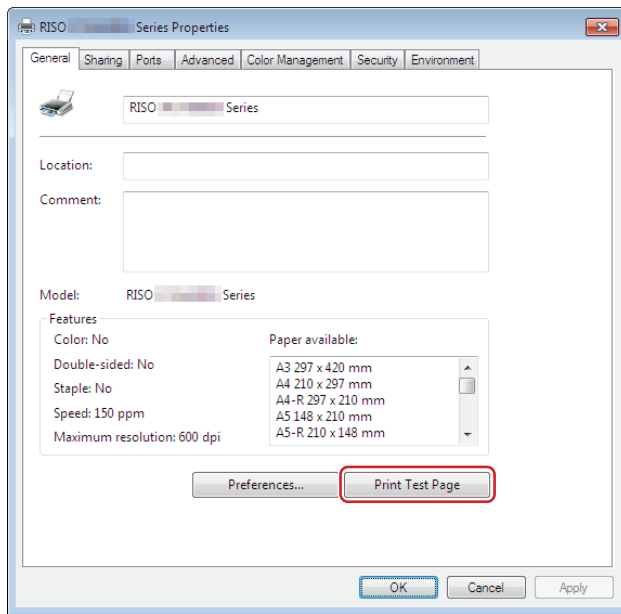 RISO Series Properties
General Sharing Ports Advanced Color Management Security Environment
RISO Series
Location:
Comment:
Model: RISO Series
Features
Color: No
Paper available:
Double-sided: No
Staple: No
Speed: 150 ppm
Maximum resolution: 600 dpi
A3 297 x 420 mm
A4 210 x 297 mm
A4-R 297 x 210 mm
A5 148 x 210 mm
A5-R 210 x 148 mm
Preferences... Print Test Page
OK Cancel Apply